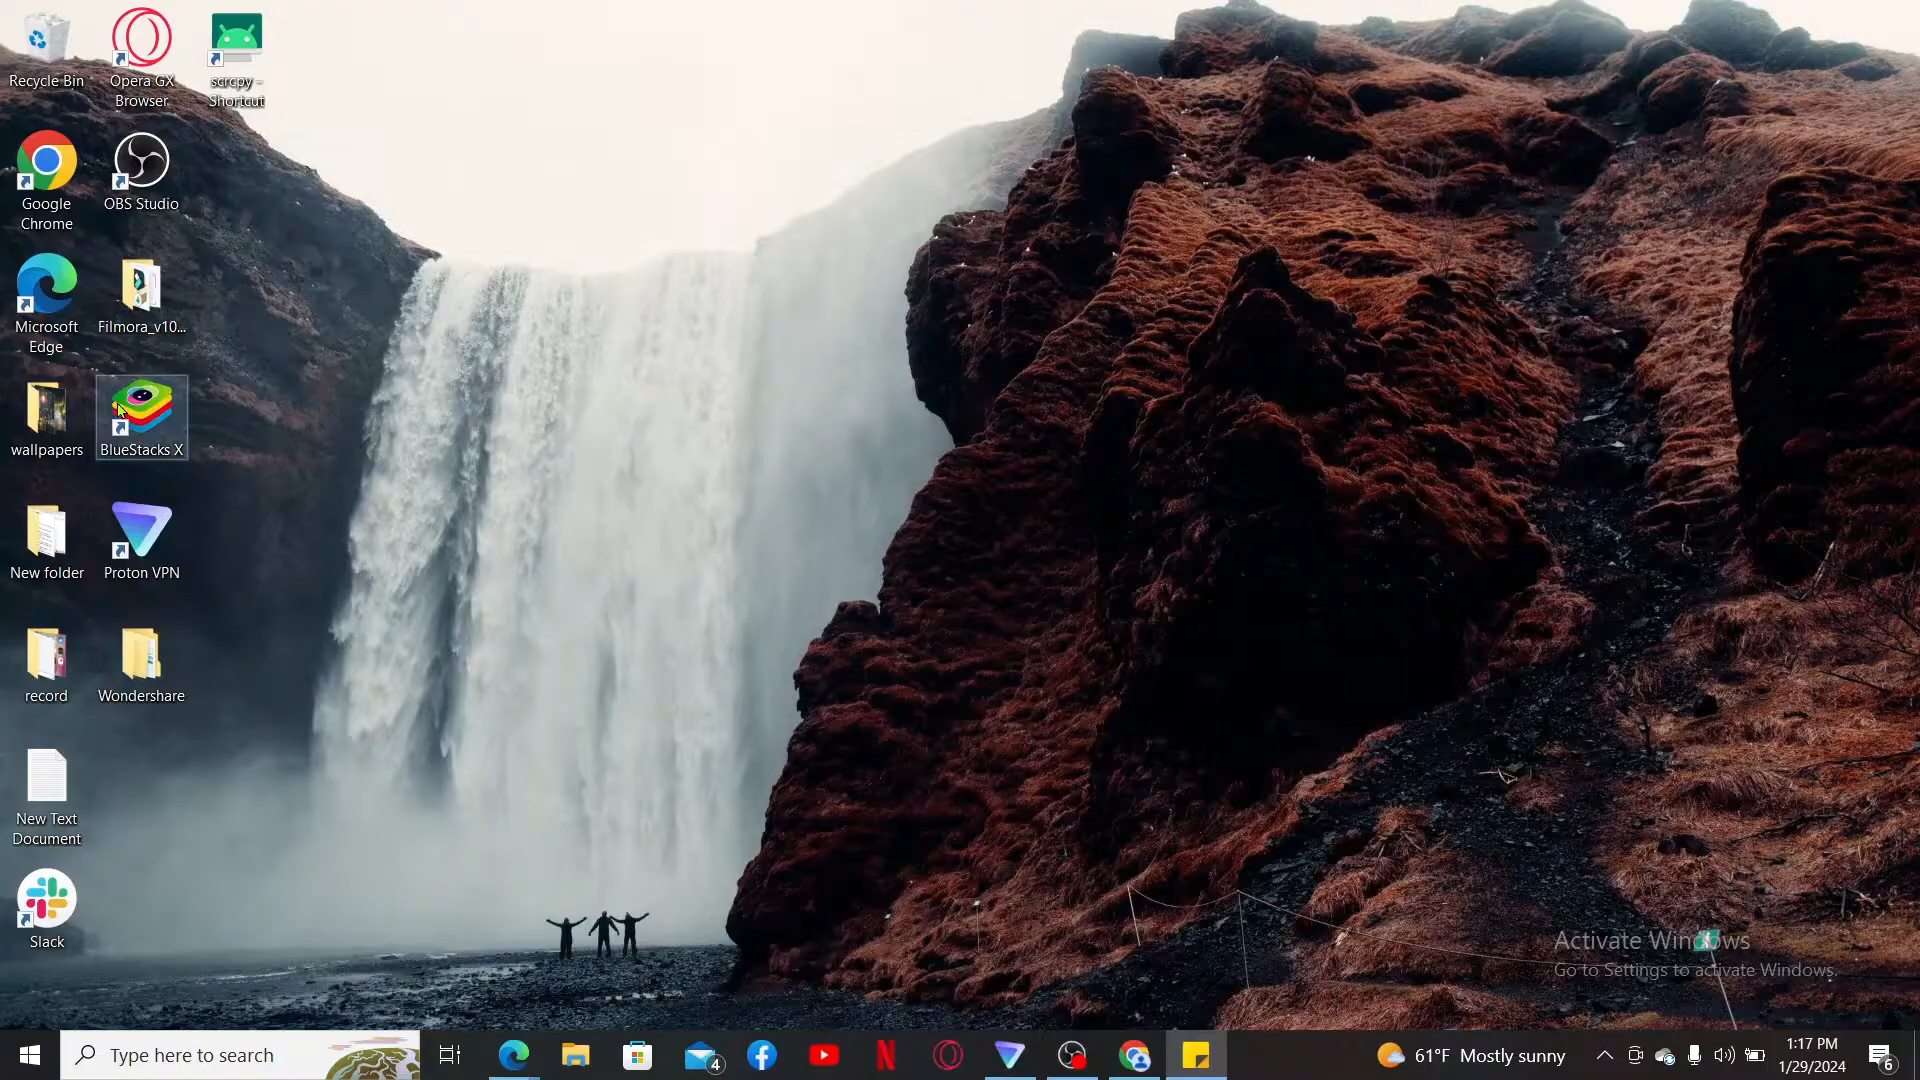 Recycle Bin
Opera GX
Browser
scrcpy -
Shortcut
Google
Chrome
OBS Studio
Microsoft
Edge
Filmora_v10...
wallpapers
BlueStacks X
New folder
Proton VPN
record
Wondershare
New Text
Document
Slack
Activate Windows
Go to Settings to activate Windows.
Type here to search
4
61°F Mostly sunny
1:17 PM
1/29/2024
6